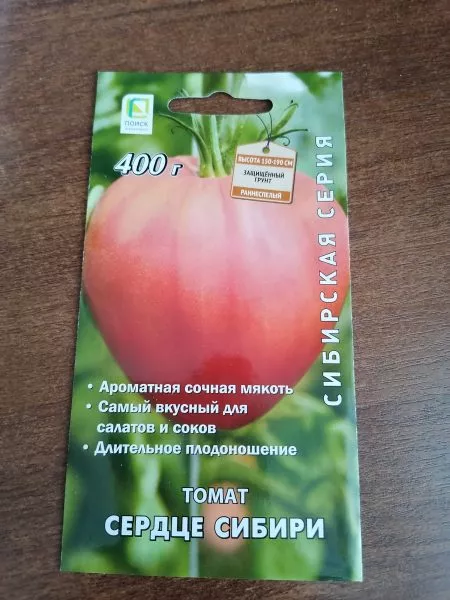 ПОИСК
400 г
ВЫСОТА 150-190 СМ
ЗАЩИЩЁННЫЙ
ГРУНТ
РАННЕСПЕЛЫЙ
СИБИРСКАЯ СЕРИЯ
• Ароматная сочная мякоть
• Самый вкусный для
салатов и соков
• Длительное плодоношение
ТОМАТ
СЕРДЦЕ СИБИРИ